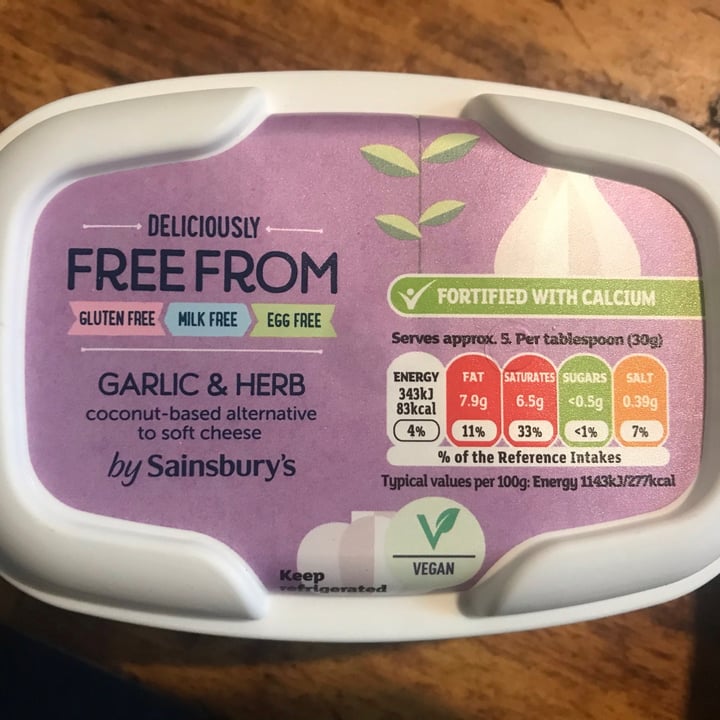 DELICIOUSLY
FREE FROM
GLUTEN FREE MILK FREE EGG FREE
GARLIC & HERB
coconut-based alternative
to soft cheese
by Sainsbury's
FORTIFIED WITH CALCIUM
Serves approx. 5. Per tablespoon (30g)
ENERGY FAT SATURATES SUGARS SALT
343kJ
83kcal 7.9g 6.5g <0.5g 0.39g
4% 11% 33% <1% 7%
% of the Reference Intakes
Typical values per 100g: Energy 1143kJ/277kcal
V
VEGAN
Keep
refrigerated